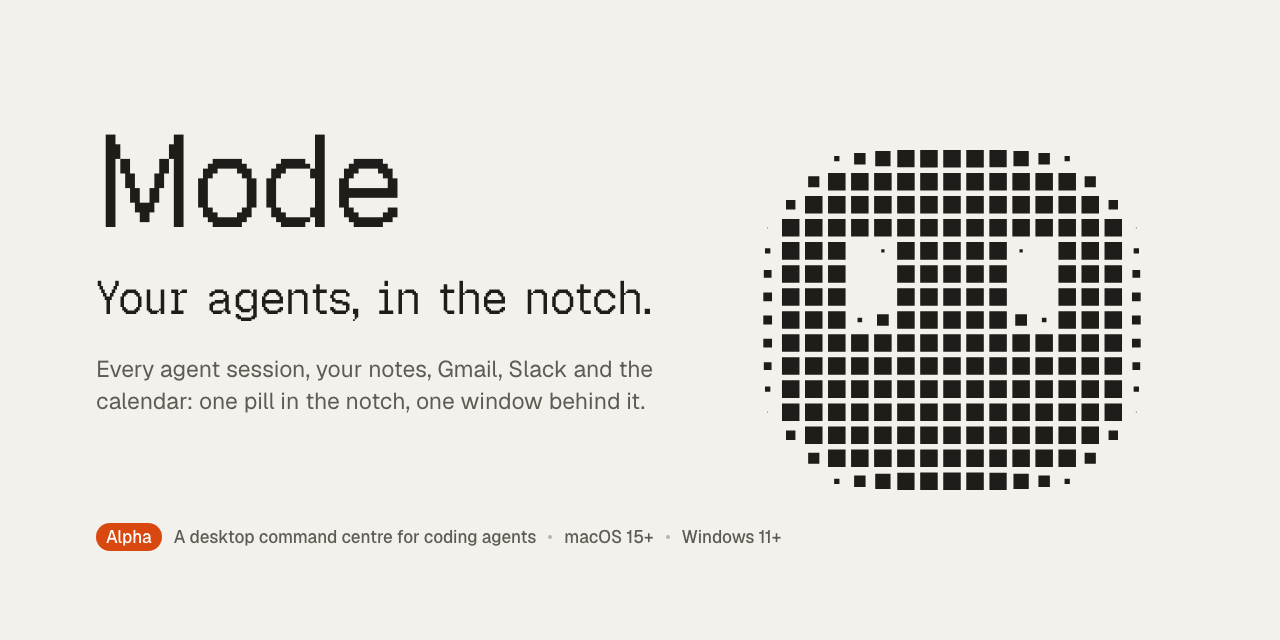 Mode
Your agents, in the notch.
Every agent session, your notes, Gmail, Slack and the
calendar: one pill in the notch, one window behind it.
Alpha A desktop command centre for coding agents • macOS 15+ • Windows 11+